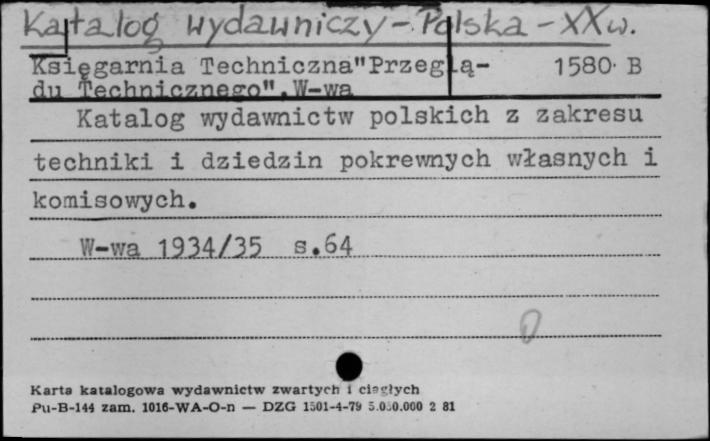 Katalog wydawniczy - Polska - XX w.
Księgarnia Techniczna"Przeglą- 1580· B
du Technicznego".W-wa
Katalog wydawnictw polskich z zakresu
techniki i dziedzin pokrewnych własnych i
komisowych.
W-wa 1934/35 s.64
Karta katalogowa wydawnictw zwartych i ciągłych
Pu-B-144 zam. 1016-WA-O-n — DZG 1501-4-79 5.000.000 2 81